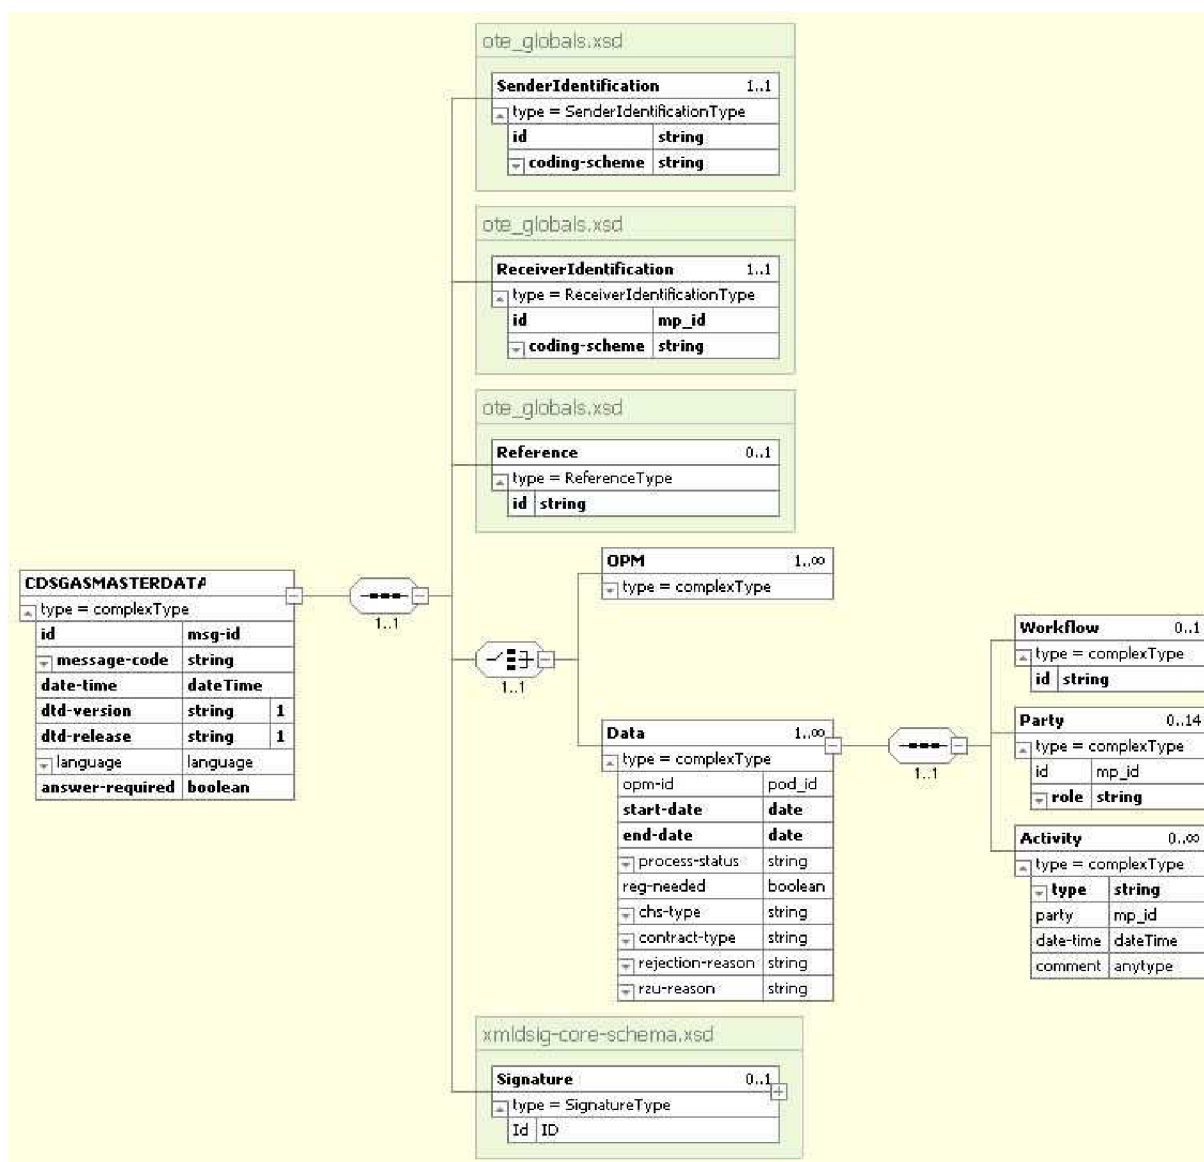 ote_globals.xsd
SenderIdentification 1..1
type = SenderIdentificationType
id string
coding-scheme string
ote_globals.xsd
ReceiverIdentification 1..1
type = ReceiverIdentificationType
id mp_id
coding-scheme string
ote_globals.xsd
Reference 0..1
type = ReferenceType
id string
CDSGASMASTERDATA
type = complexType
id msg-id
message-code string
date-time dateTime
dtd-version string 1
dtd-release string 1
language language
answer-required boolean
1..1
1..1
OPM 1..∞
type = complexType
Data 1..∞
type = complexType
opm-id pod_id
start-date date
end-date date
process-status string
reg-needed boolean
chs-type string
contract-type string
rejection-reason string
rzu-reason string
1..1
Workflow 0..1
type = complexType
id string
Party 0..14
type = complexType
id mp_id
role string
Activity 0..∞
type = complexType
type string
party mp_id
date-time dateTime
comment anytype
xmldsig-core-schema.xsd
Signature 0..1
type = SignatureType
Id ID